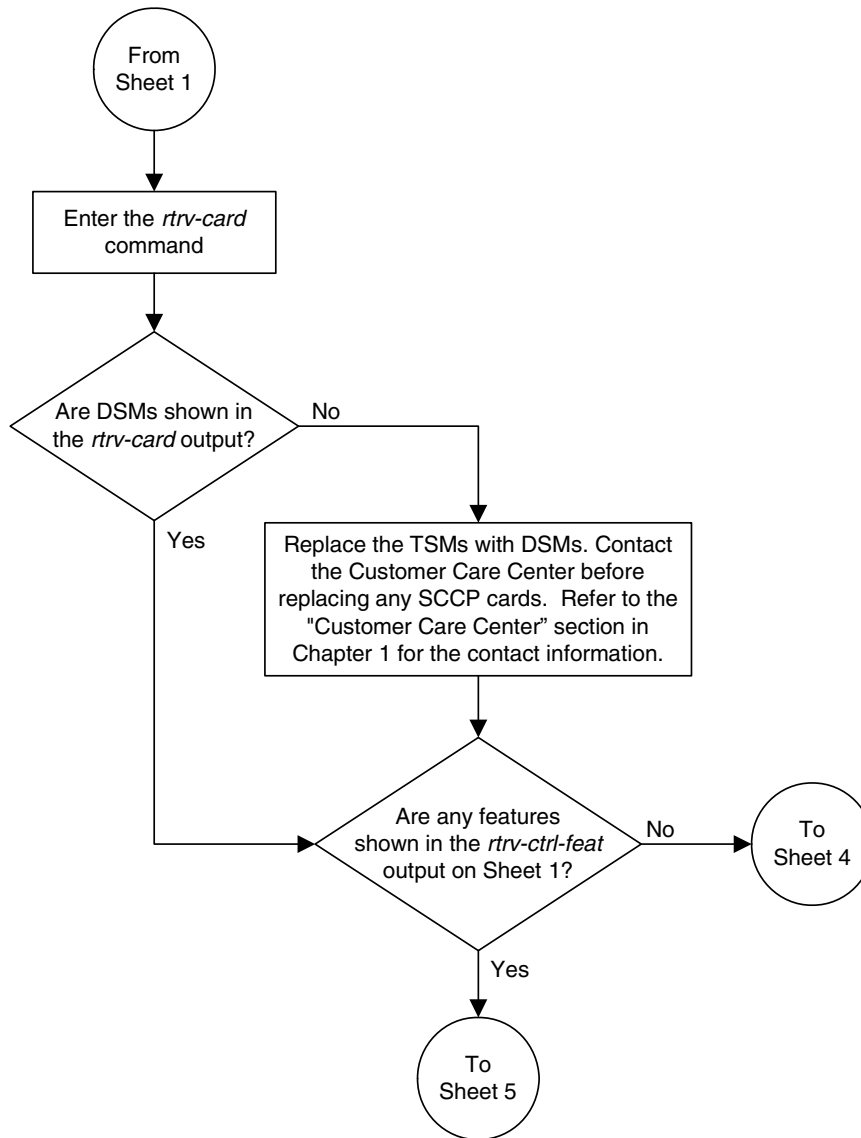 From
Sheet 1
Enter the rtrv-card
command
Are DSMs shown in
the rtrv-card output?
No
Yes
Replace the TSMs with DSMs. Contact
the Customer Care Center before
replacing any SCCP cards.  Refer to the
"Customer Care Center” section in
Chapter 1 for the contact information.
Are any features
shown in the rtrv-ctrl-feat
output on Sheet 1?
No
To
Sheet 4
Yes
To
Sheet 5